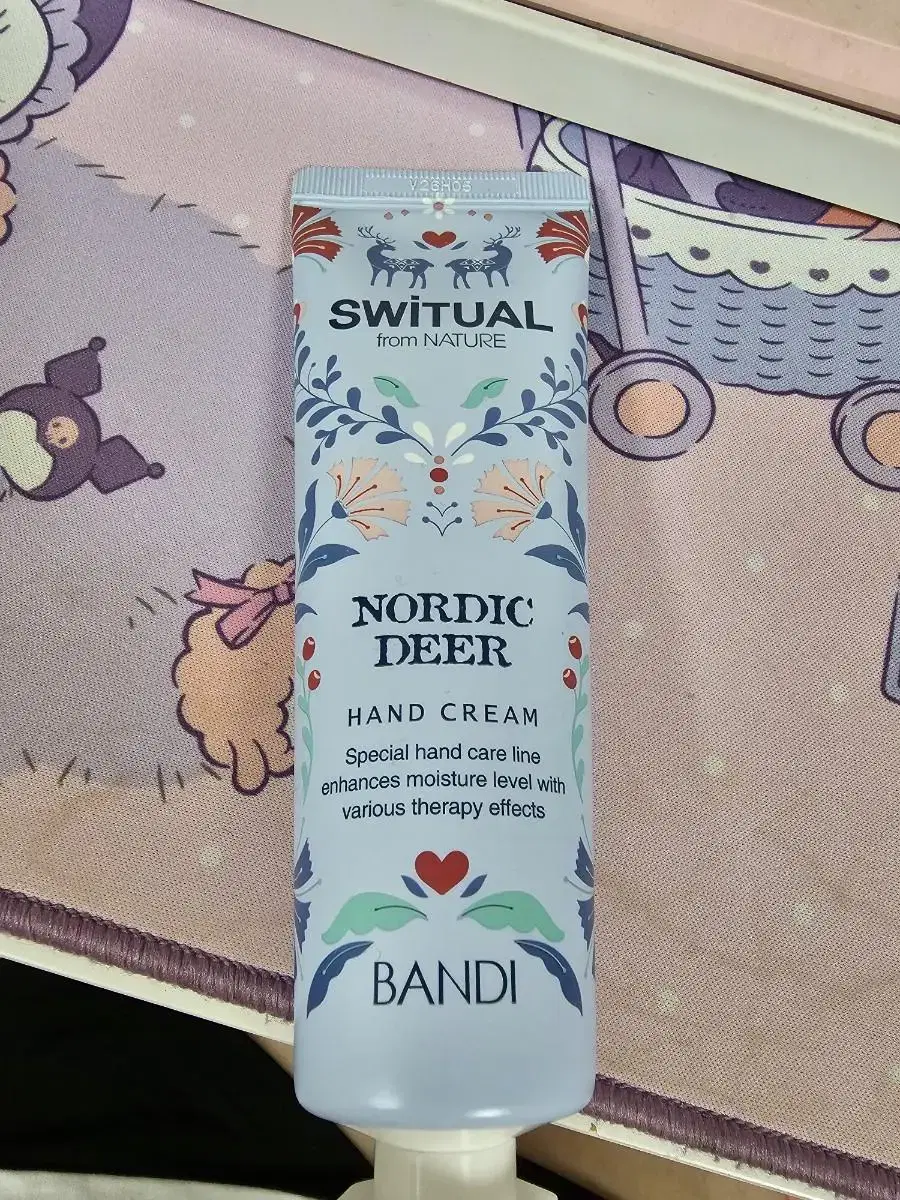 V26H05
SWiTUAL
from NATURE
NORDIC
DEER
HAND CREAM
Special hand care line
enhances moisture level with
various therapy effects
BANDI